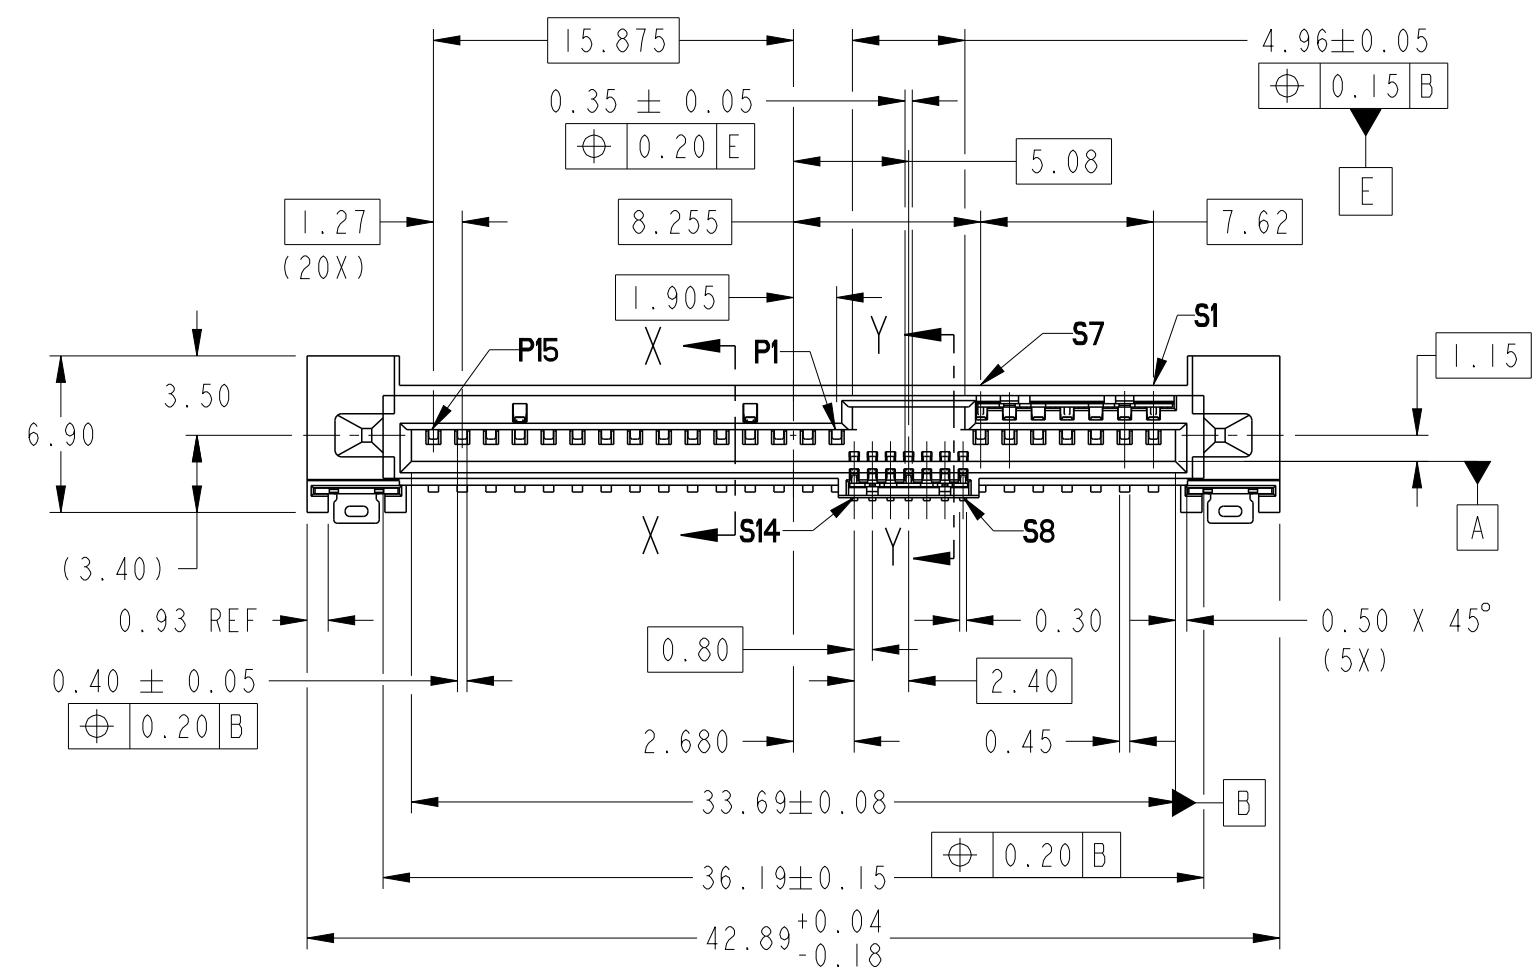 15.875
4.96±0.05
0.15 B
0.35 ± 0.05
0.20 E
5.08
E
1.27
(20X)
8.255
7.62
1.905
S1
S7
Y
X
P15
P1
1.15
3.50
6.90
A
X
S14
Y
S8
(3.40)
0.93 REF
0.30
0.50 X 45°
(5X)
0.80
2.40
0.40 ± 0.05
0.20 B
2.680
0.45
33.69±0.08
B
0.20 B
36.19±0.15
42.89 +0.04
-0.18